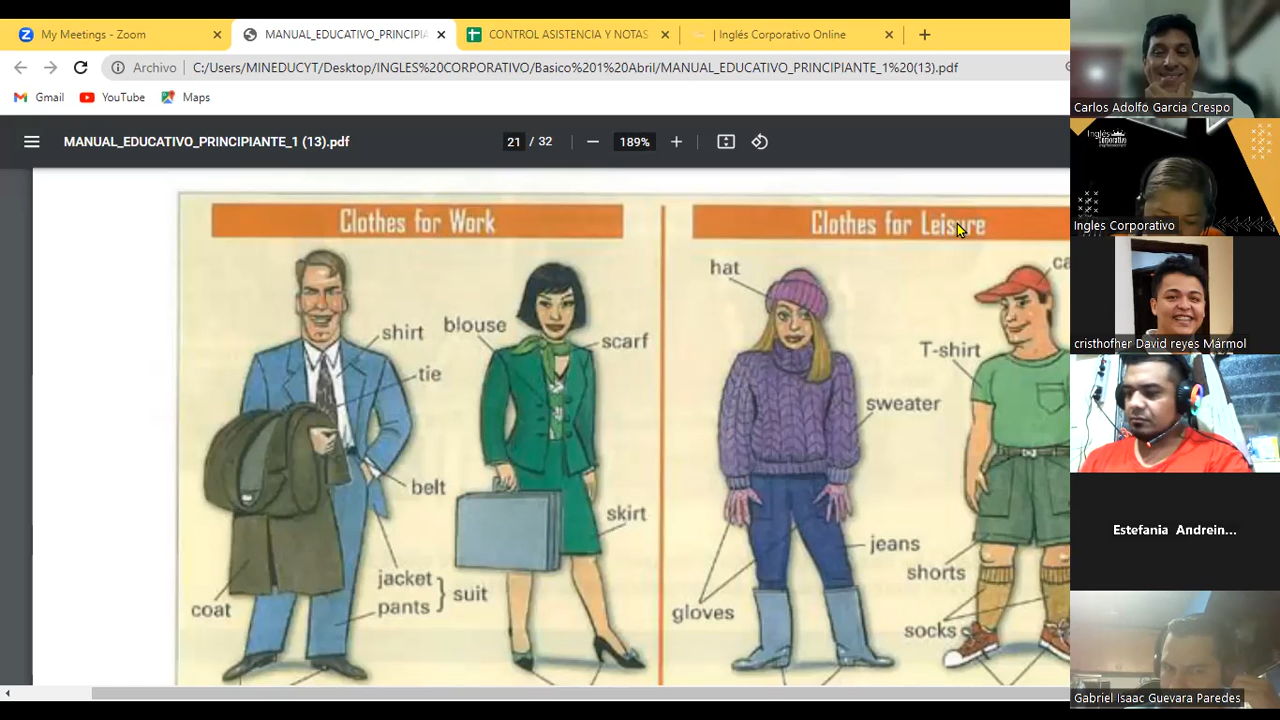 My Meetings - Zoom
MANUAL_EDUCATIVO_PRINCIPIA
CONTROL ASISTENCIA Y NOTAS
| Inglés Corporativo Online
Archivo
C:/Users/MINEDUCYT/Desktop/INGLES%20CORPORATIVO/Basico%201%20Abril/MANUAL_EDUCATIVO_PRINCIPIANTE_1%20(13).pdf
Gmail
YouTube
Maps
MANUAL_EDUCATIVO_PRINCIPIANTE_1 (13).pdf
21 / 32
189%
Clothes for Work
Clothes for Leisure
shirt
blouse
scarf
tie
belt
skirt
jacket
pants
suit
coat
hat
ca
T-shirt
sweater
jeans
shorts
gloves
socks
Carlos Adolfo Garcia Crespo
Inglés
Corporativo
Ingles Corporativo
cristhofher David reyes Mármol
Estefania Andrein...
Gabriel Isaac Guevara Paredes